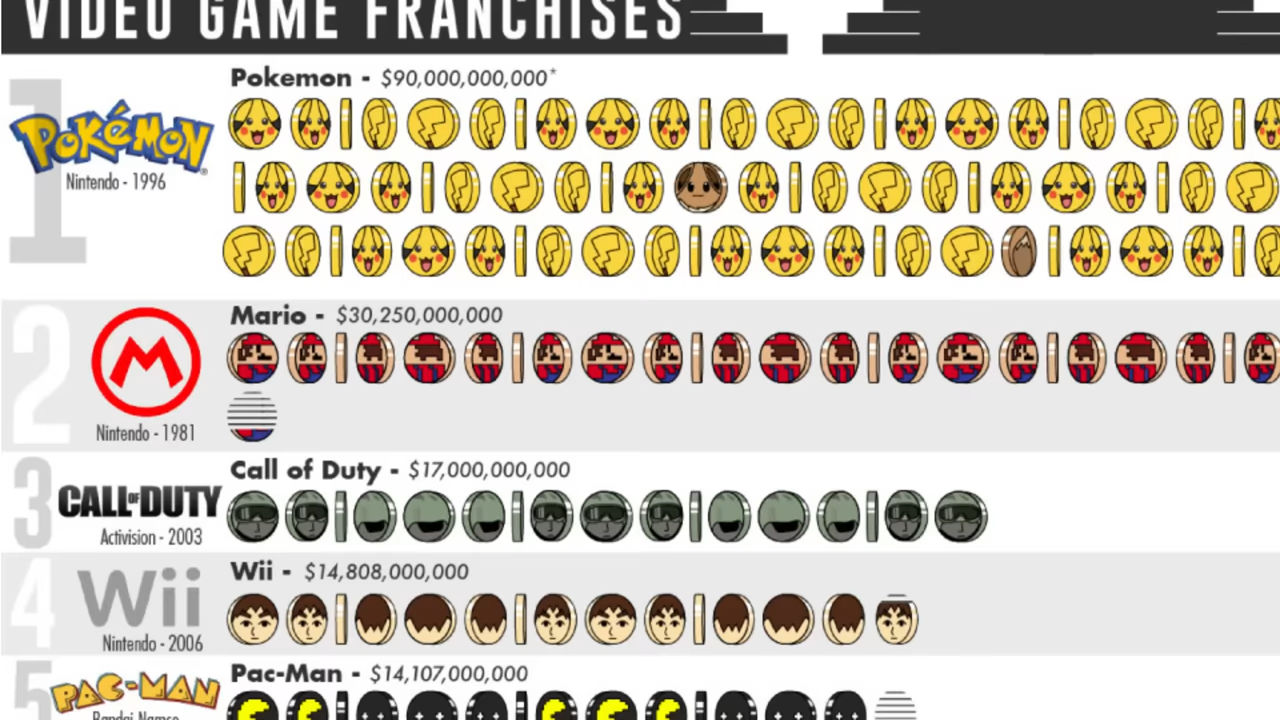 VIDEO GAME FRANCHISES
1
Pokemon - $90,000,000,000*
POKéMON®
Nintendo - 1996
2
Mario - $30,250,000,000
M
Nintendo - 1981
3
Call of Duty - $17,000,000,000
CALL OF DUTY
Activision - 2003
4
Wii - $14,808,000,000
Wii
Nintendo - 2006
5
Pac-Man - $14,107,000,000
PAC-MAN
Bandai Namco